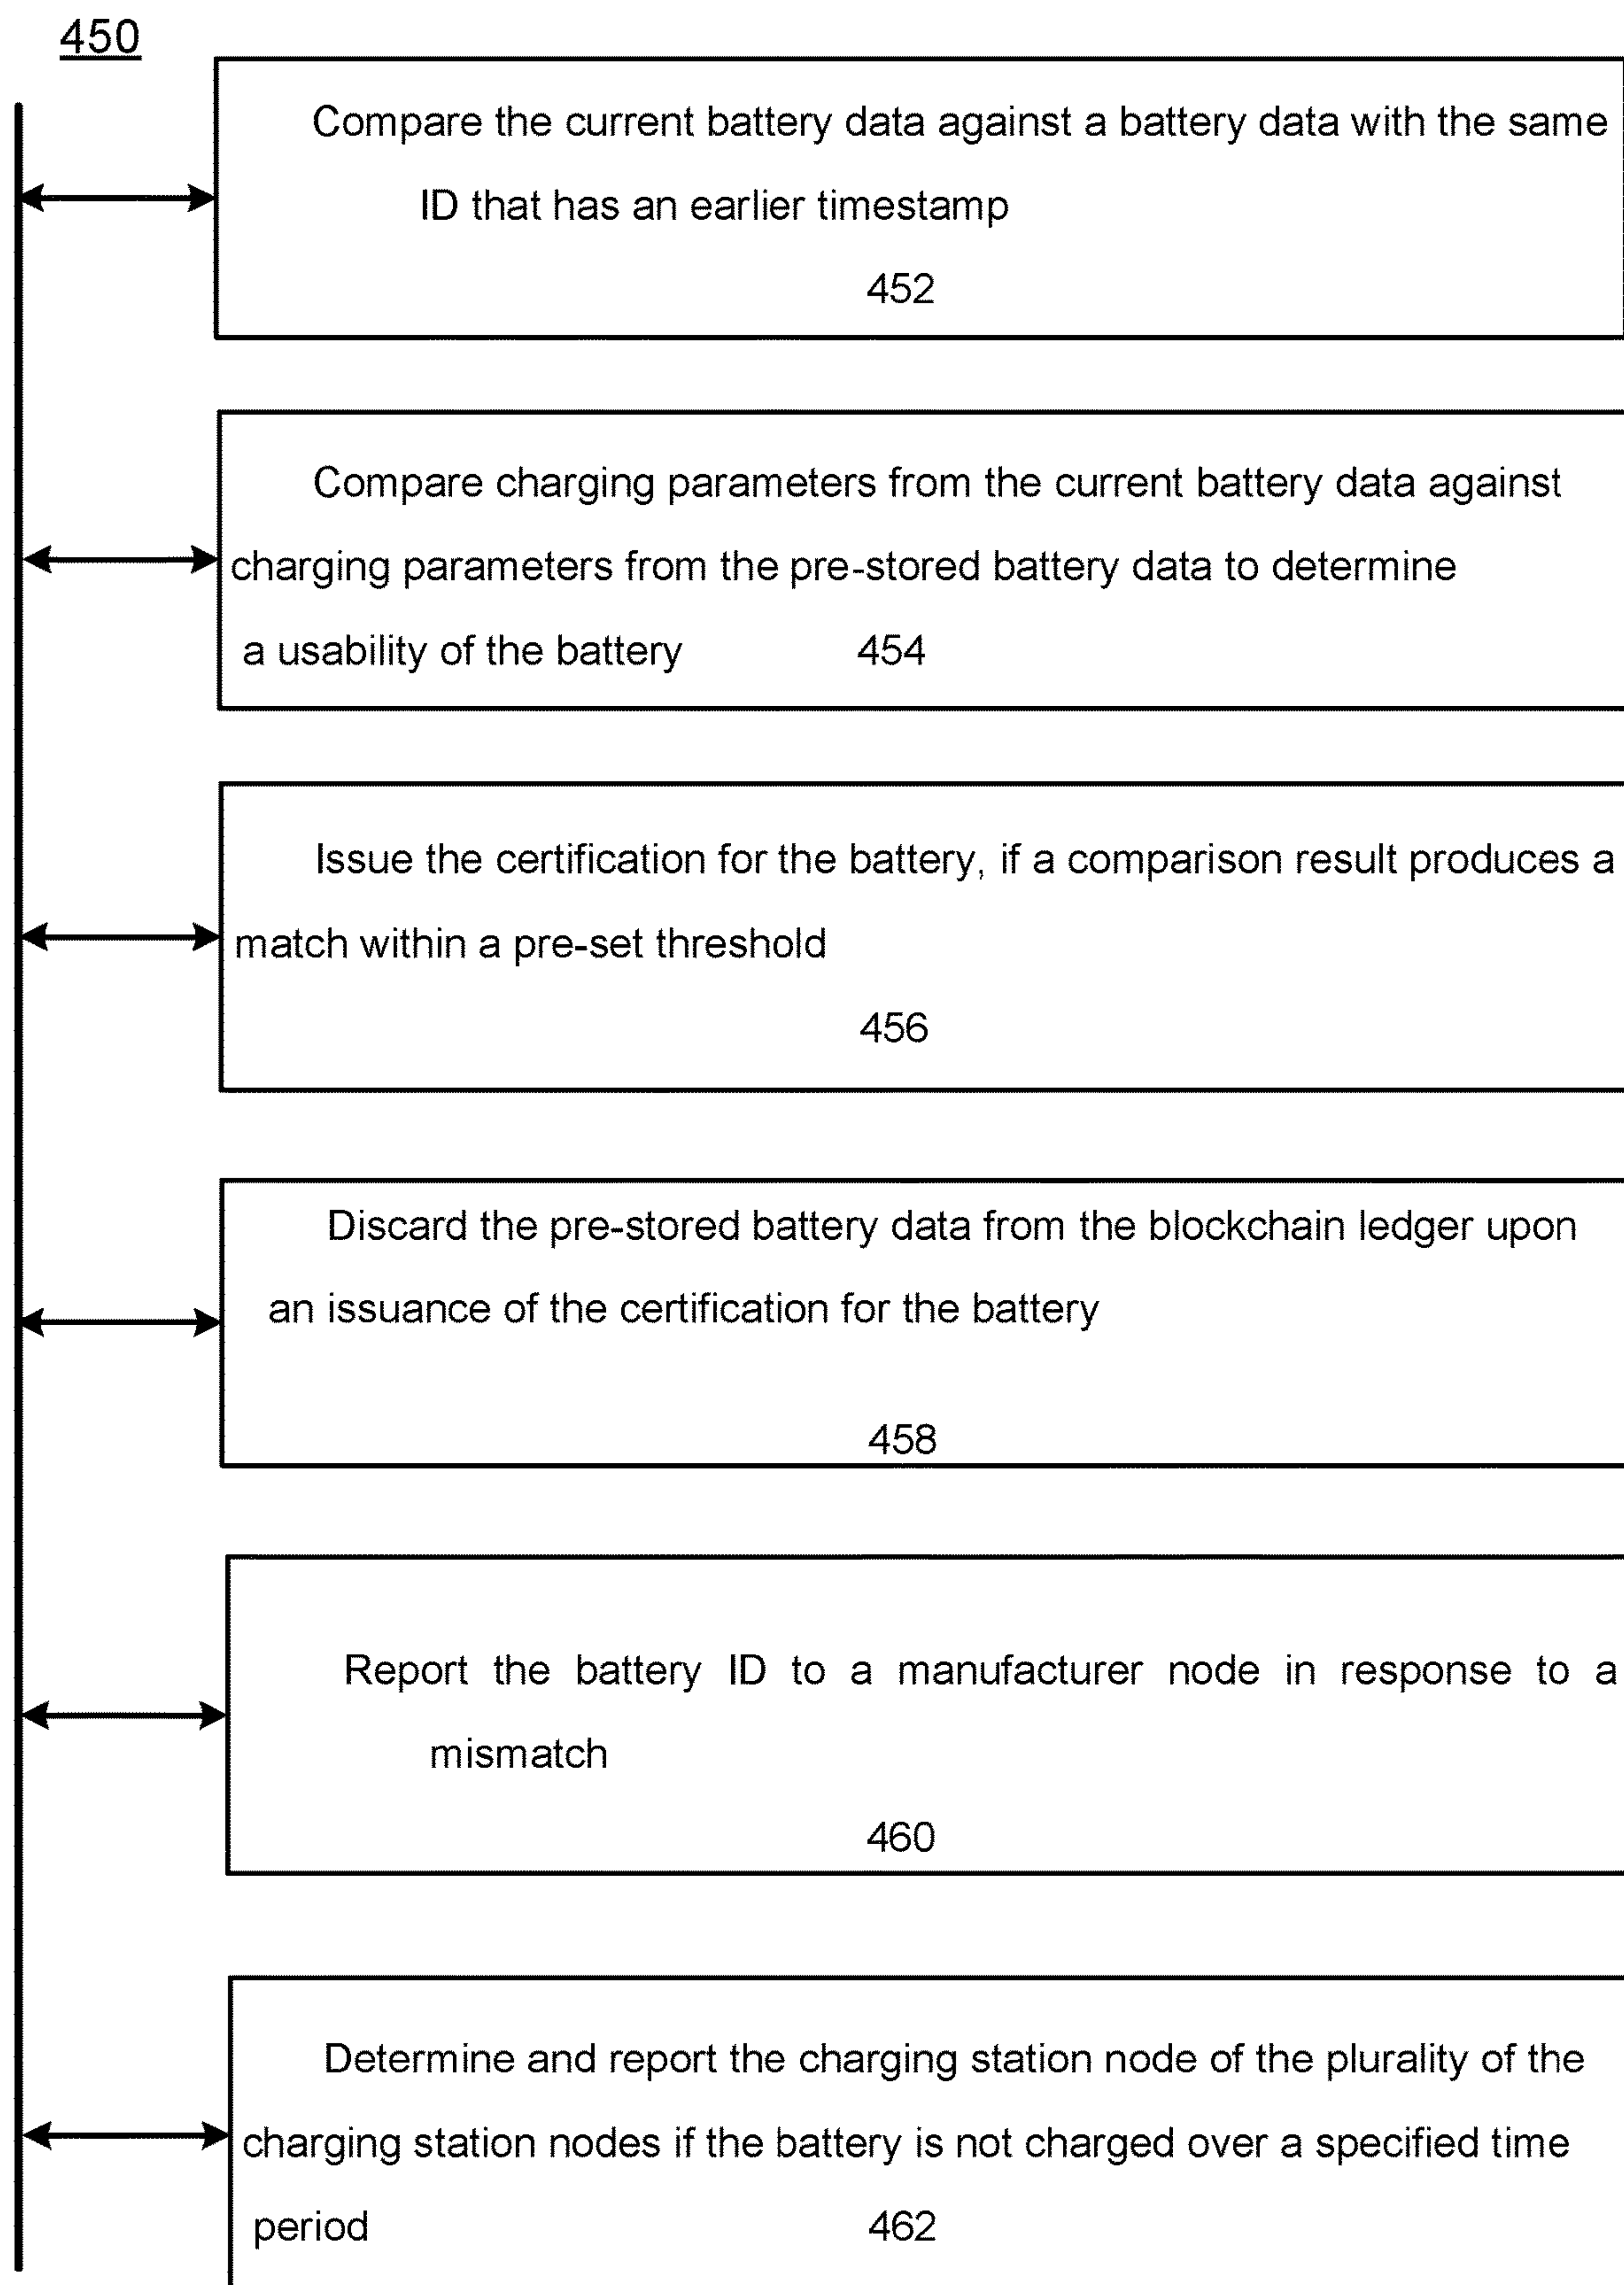 450
Compare the current battery data against a battery data with the same
ID that has an earlier timestamp
452
Compare charging parameters from the current battery data against
charging parameters from the pre-stored battery data to determine
a usability of the battery 454
Issue the certification for the battery, if a comparison result produces a
match within a pre-set threshold
456
Discard the pre-stored battery data from the blockchain ledger upon
an issuance of the certification for the battery
458
Report the battery ID to a manufacturer node in response to a
mismatch
460
Determine and report the charging station node of the plurality of the
charging station nodes if the battery is not charged over a specified time
period 462